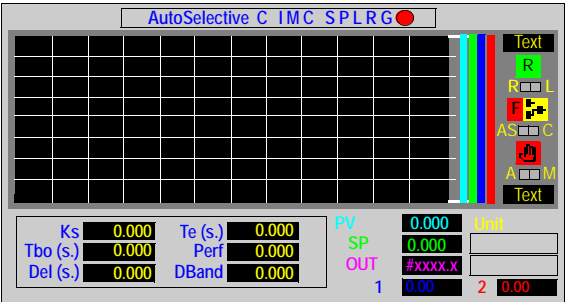 AutoSelective C IMC S P L R G
Text
R
R L
F
AS C
A M
Text
Ks 0.000 Te (s.) 0.000
Tbo (s.) 0.000 Perf 0.000
Del (s.) 0.000 DBand 0.000
PV 0.000 Unit
SP 0.000
OUT #xxxx.x
1 0.00 2 0.00